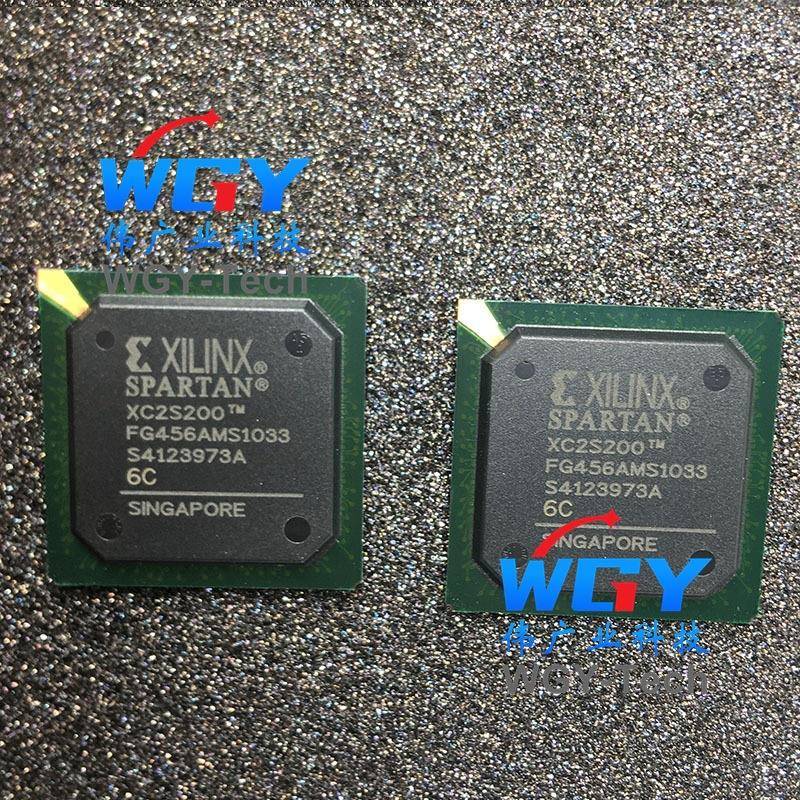 WGY
伟广业科技
WGY-Tech
XILINX®
SPARTAN®
XC2S200™
FG456AMS1033
S4123973A
6C
SINGAPORE
XILINX®
SPARTAN®
XC2S200™
FG456AMS1033
S4123973A
6C
SINGAPORE
WGY
伟广业科技
WGY-Tech